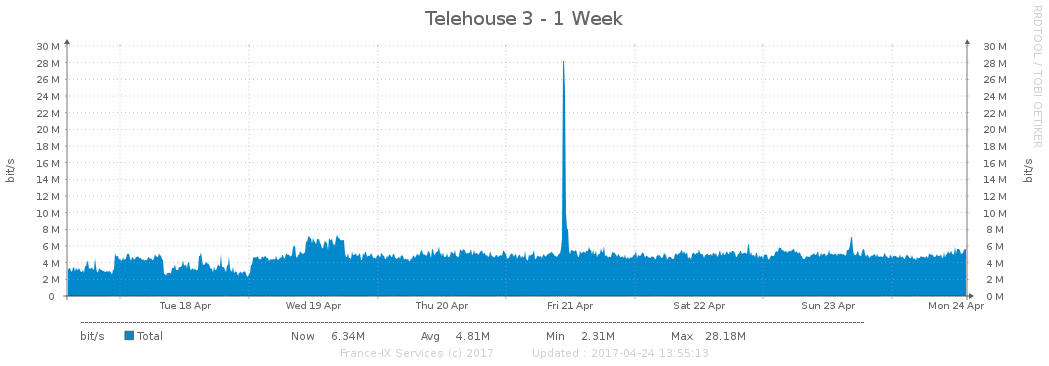 Telehouse 3 - 1 Week
RRDTOOL / TOBI OETIKER
bit/s
30 M 30 M
28 M 28 M
26 M 26 M
24 M 24 M
22 M 22 M
20 M 20 M
18 M 18 M
16 M 16 M
14 M 14 M
12 M 12 M
10 M 10 M
8 M 8 M
6 M 6 M
4 M 4 M
2 M 2 M
0 0 M
bit/s
Tue 18 Apr Wed 19 Apr Thu 20 Apr Fri 21 Apr Sat 22 Apr Sun 23 Apr Mon 24 Apr
bit/s Total Now 6.34M Avg 4.81M Min 2.31M Max 28.18M
France-IX Services (c) 2017 Updated : 2017-04-24 13:55:13